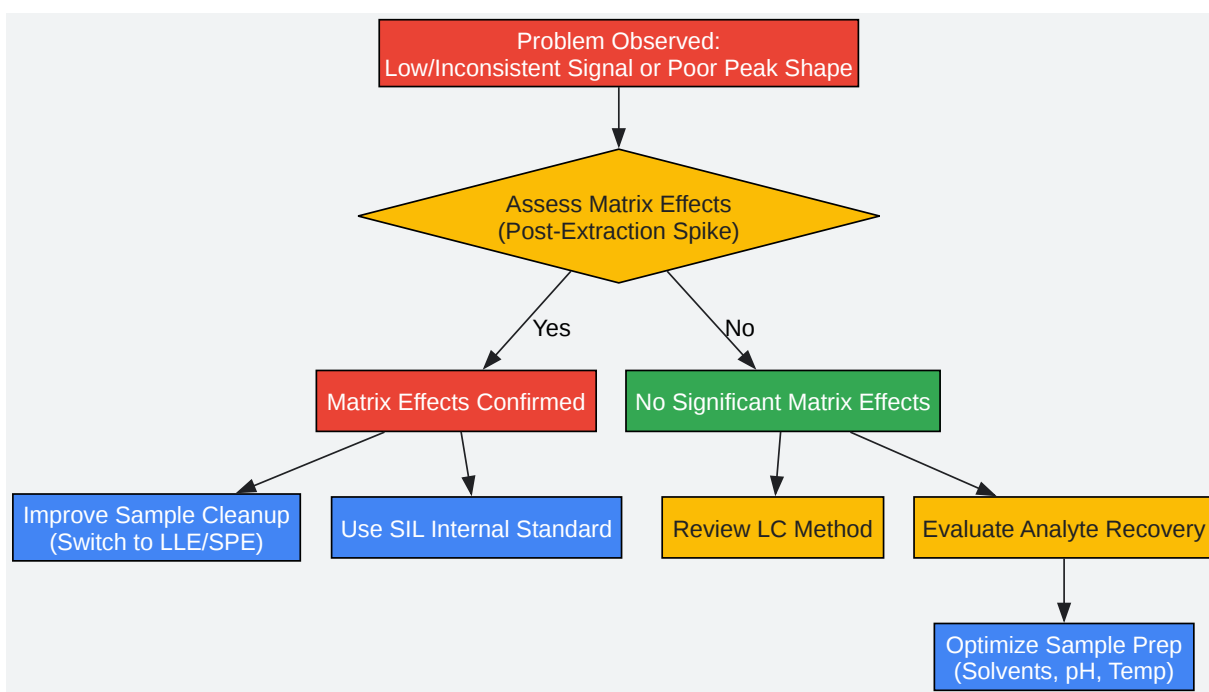 Problem Observed:
Low/Inconsistent Signal or Poor Peak Shape
Assess Matrix Effects
(Post-Extraction Spike)
Yes
No
Matrix Effects Confirmed
No Significant Matrix Effects
Improve Sample Cleanup
(Switch to LLE/SPE)
Use SIL Internal Standard
Review LC Method
Evaluate Analyte Recovery
Optimize Sample Prep
(Solvents, pH, Temp)